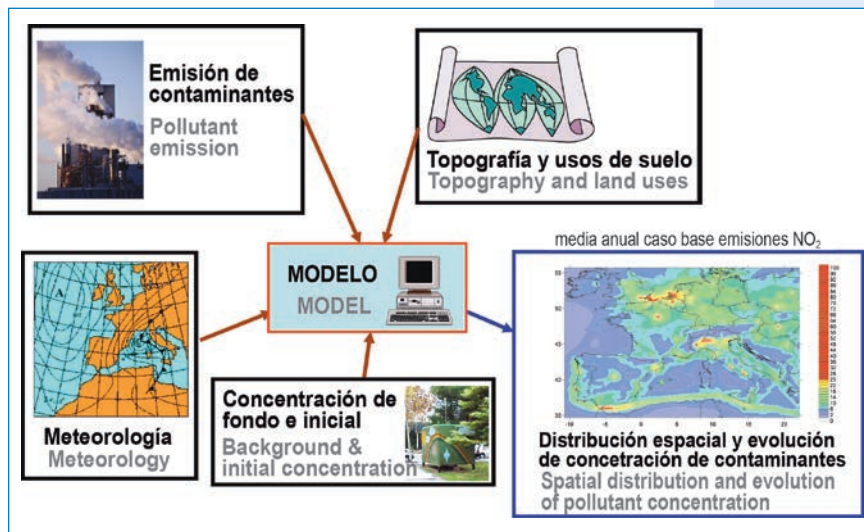 Emisión de
contaminantes
Pollutant
emission
Topografía y usos de suelo
Topography and land uses
media anual caso base emisiones NO₂
MODELO
MODEL
Meteorología
Meteorology
Concentración de
fondo e inicial
Background &
initial concentration
Distribución espacial y evolución
de concetración de contaminantes
Spatial distribution and evolution
of pollutant concentration